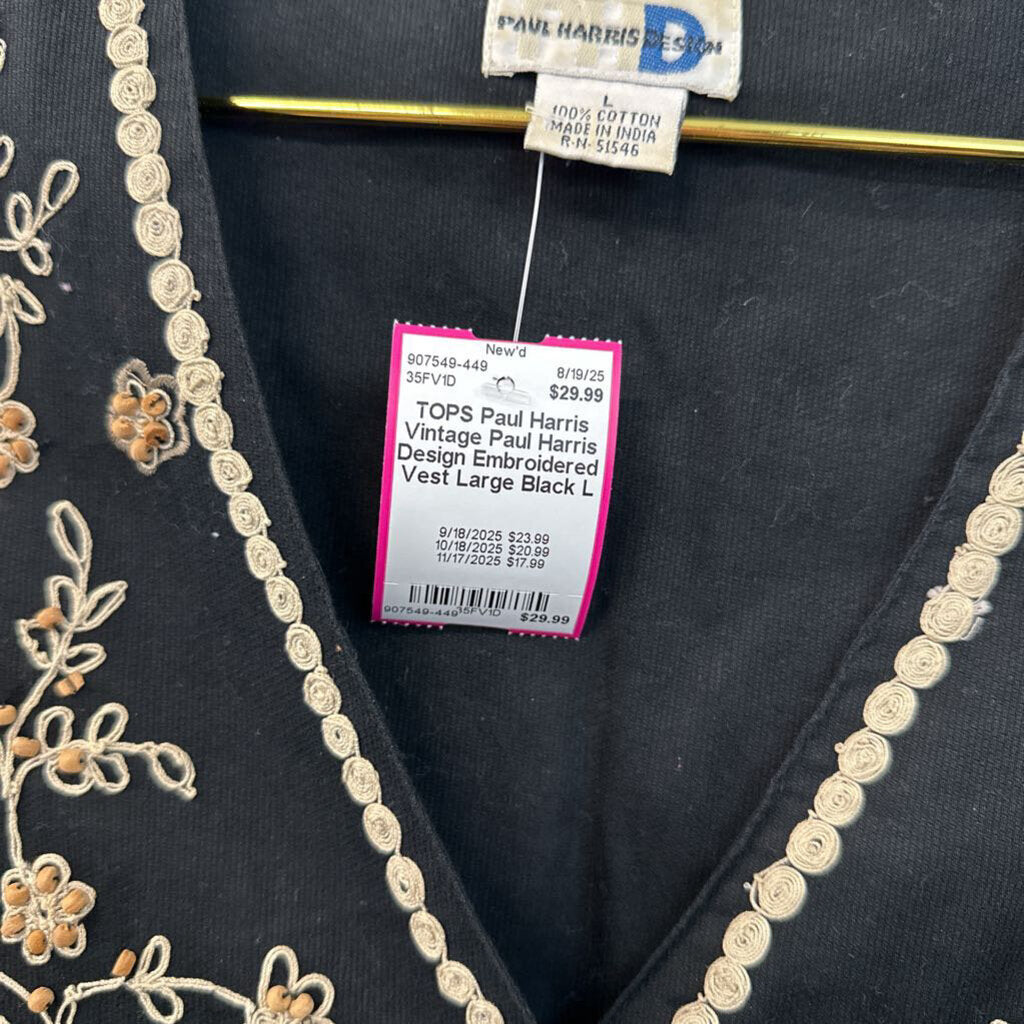 PAUL HARRIS DESIGN
L
100% COTTON
MADE IN INDIA
R.N. 51546
New'd
907549-449
8/19/25
35FV1D
$29.99
TOPS Paul Harris
Vintage Paul Harris
Design Embroidered
Vest Large Black L
9/18/2025 $23.99
10/18/2025 $20.99
11/17/2025 $17.99
907549-449 35FV1D $29.99